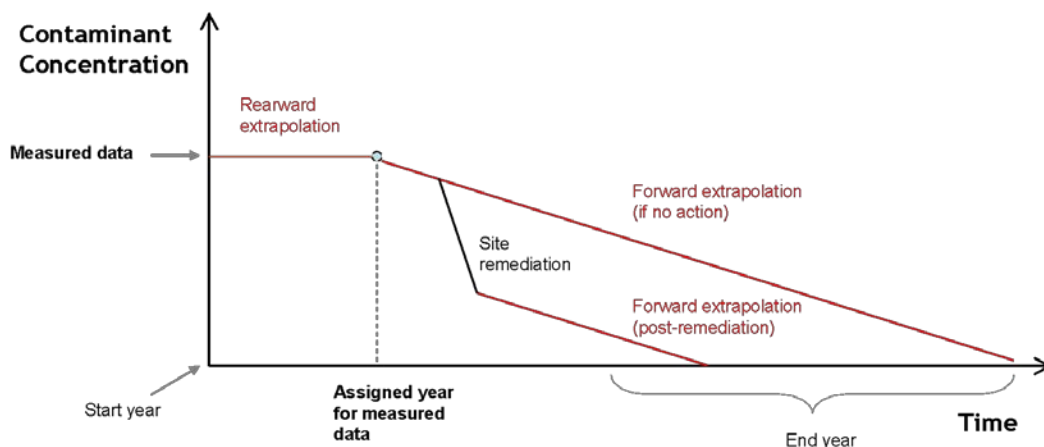 Contaminant
Concentration
Rearward
extrapolation
Measured data
Forward extrapolation
(if no action)
Site
remediation
Forward extrapolation
(post-remediation)
Start year
Assigned year
for measured
data
Time
End year